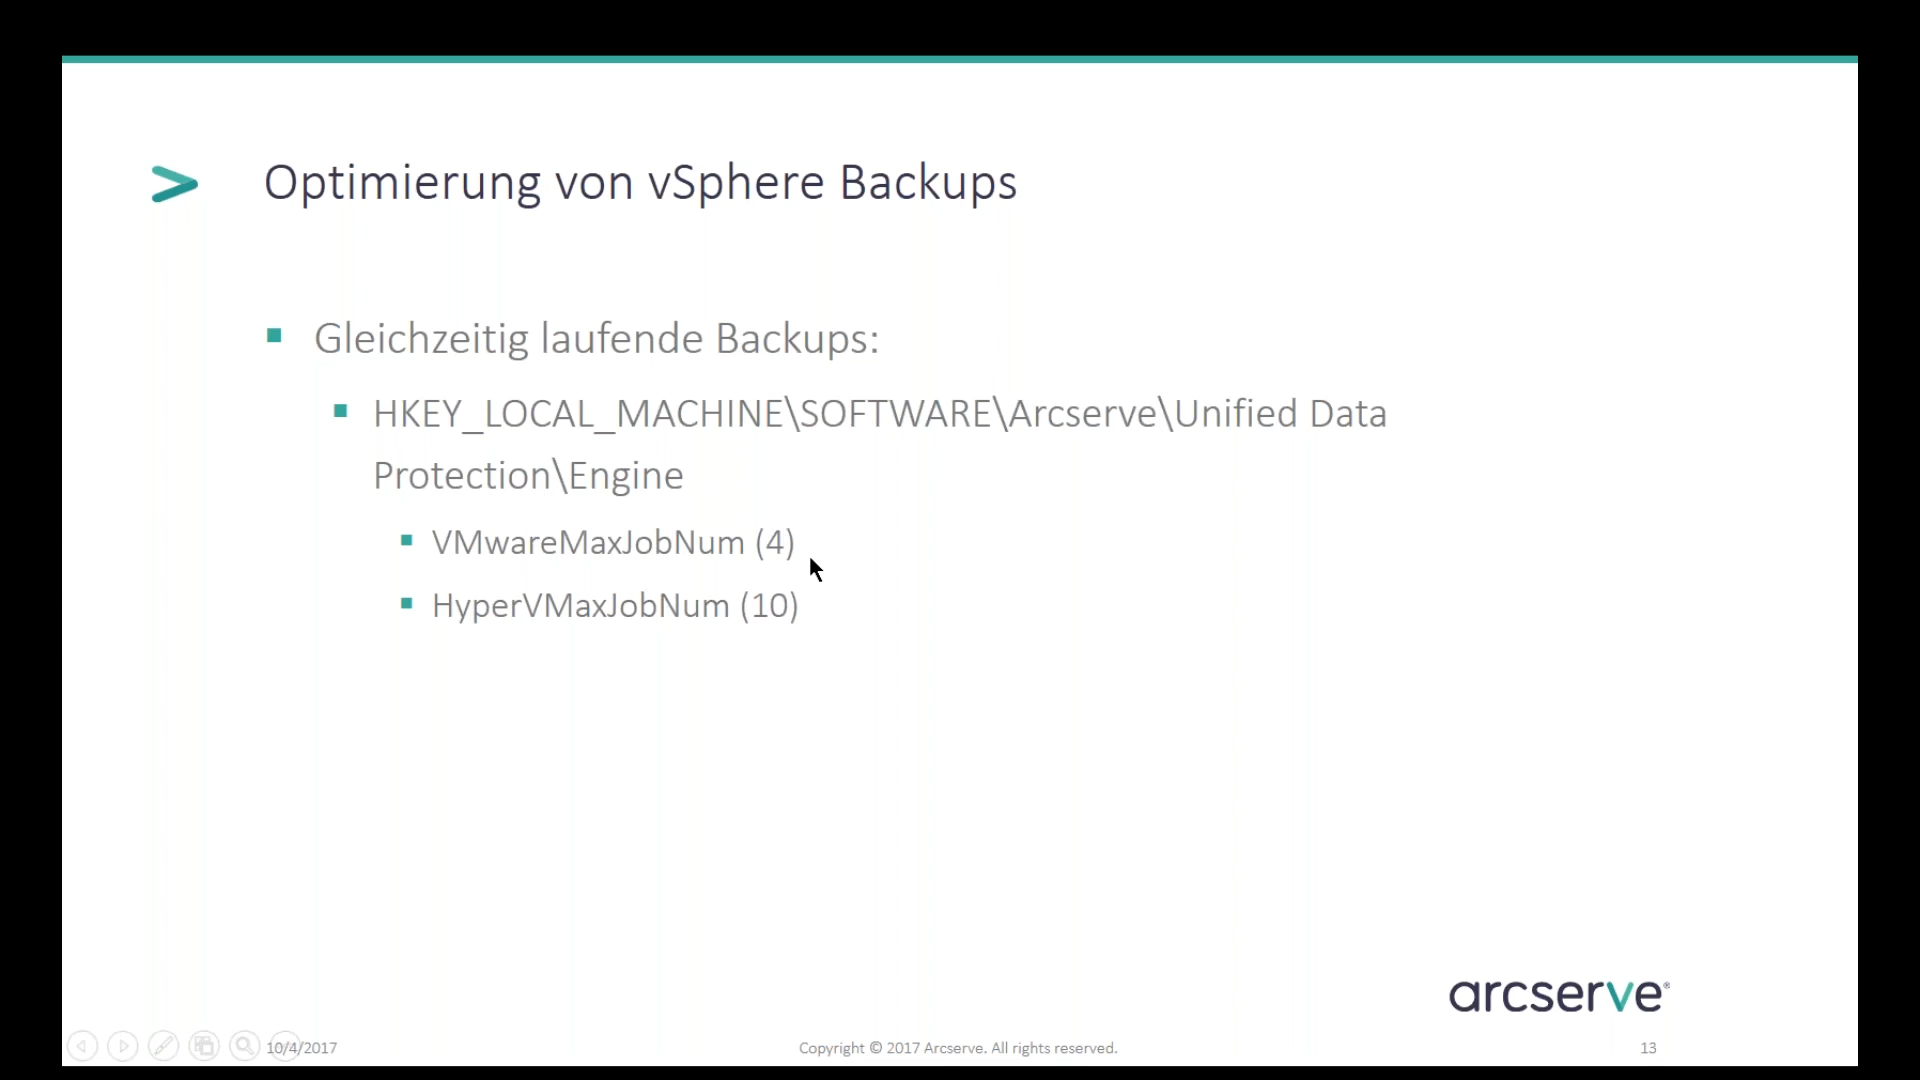 Optimierung von vSphere Backups
Gleichzeitig laufende Backups:
HKEY_LOCAL_MACHINE\SOFTWARE\Arcserve\Unified Data
Protection\Engine
VMwareMaxJobNum (4)
HyperVMaxJobNum (10)
arcserve®
10/4/2017
Copyright © 2017 Arcserve. All rights reserved.
13